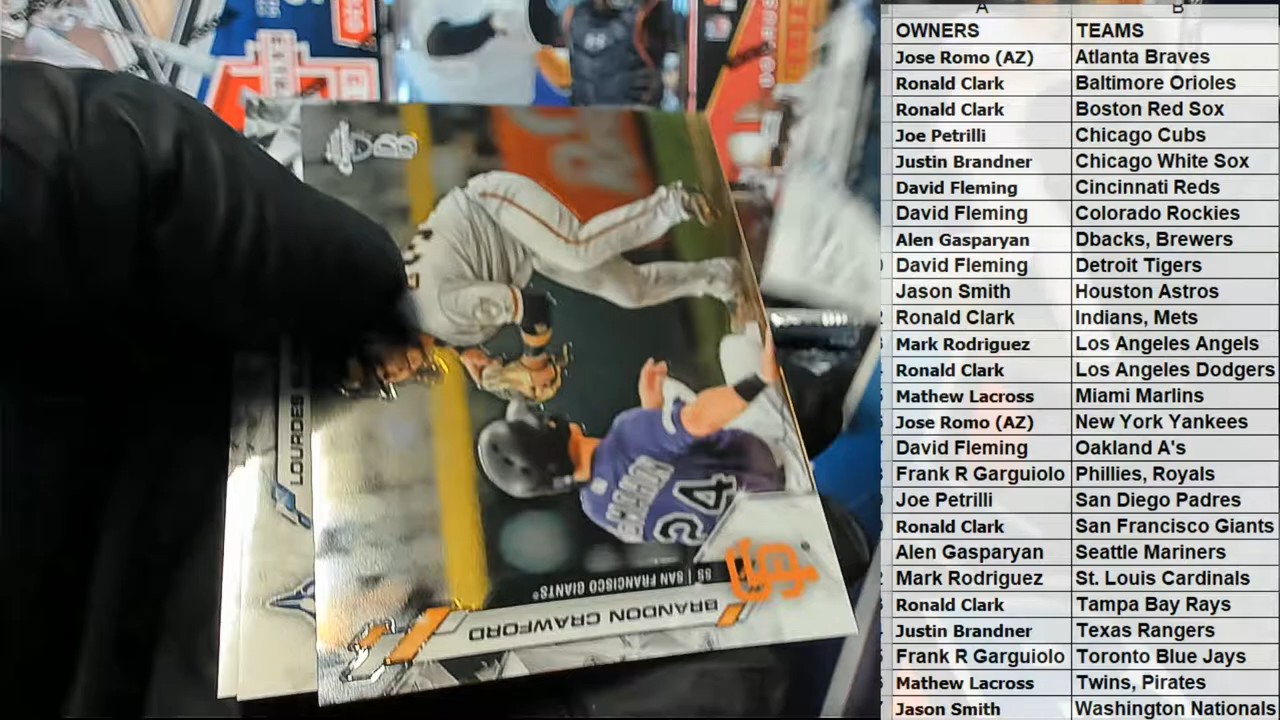 A B
OWNERS TEAMS
Jose Romo (AZ) Atlanta Braves
Ronald Clark Baltimore Orioles
Ronald Clark Boston Red Sox
Joe Petrilli Chicago Cubs
Justin Brandner Chicago White Sox
David Fleming Cincinnati Reds
David Fleming Colorado Rockies
Alen Gasparyan Dbacks, Brewers
David Fleming Detroit Tigers
Jason Smith Houston Astros
Ronald Clark Indians, Mets
Mark Rodriguez Los Angeles Angels
Ronald Clark Los Angeles Dodgers
Mathew Lacross Miami Marlins
Jose Romo (AZ) New York Yankees
David Fleming Oakland A's
Frank R Garguiolo Phillies, Royals
Joe Petrilli San Diego Padres
Ronald Clark San Francisco Giants
Alen Gasparyan Seattle Mariners
Mark Rodriguez St. Louis Cardinals
Ronald Clark Tampa Bay Rays
Justin Brandner Texas Rangers
Frank R Garguiolo Toronto Blue Jays
Mathew Lacross Twins, Pirates
Jason Smith Washington Nationals
LOURDES
McMAHON
24
SF
SS | SAN FRANCISCO GIANTS®
BRANDON CRAWFORD